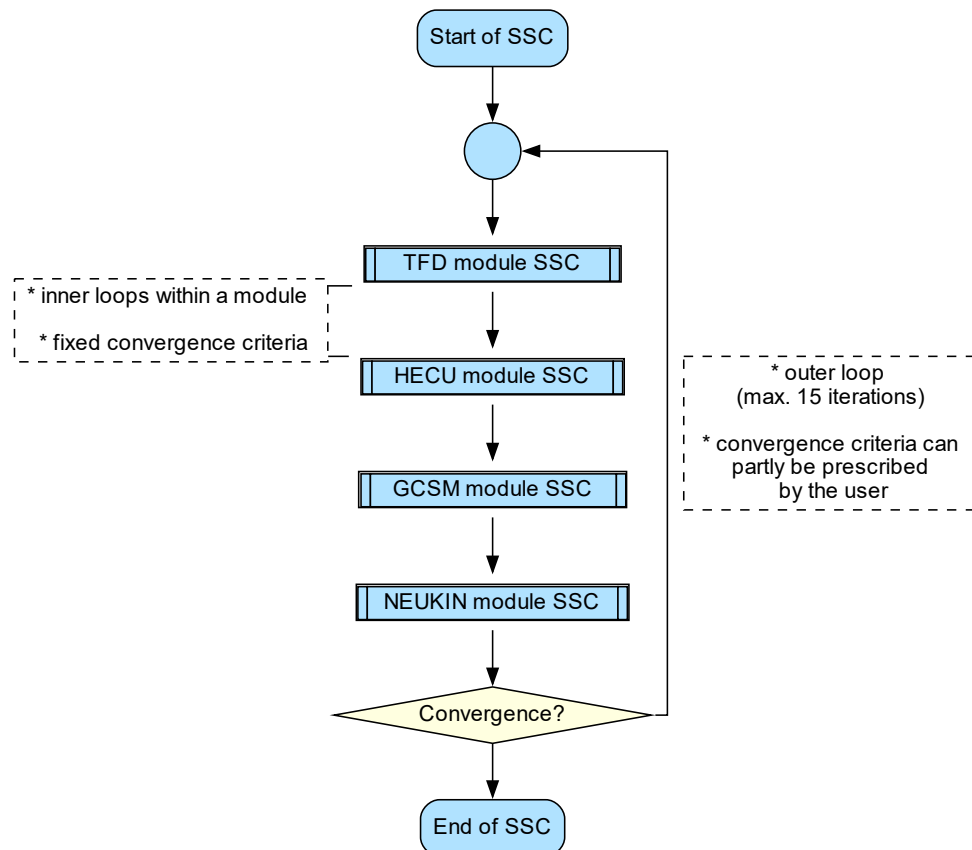 Start of SSC
TFD module SSC
* inner loops within a module
* fixed convergence criteria
HECU module SSC
* outer loop
(max. 15 iterations)
* convergence criteria can
partly be prescribed
by the user
GCSM module SSC
NEUKIN module SSC
Convergence?
End of SSC